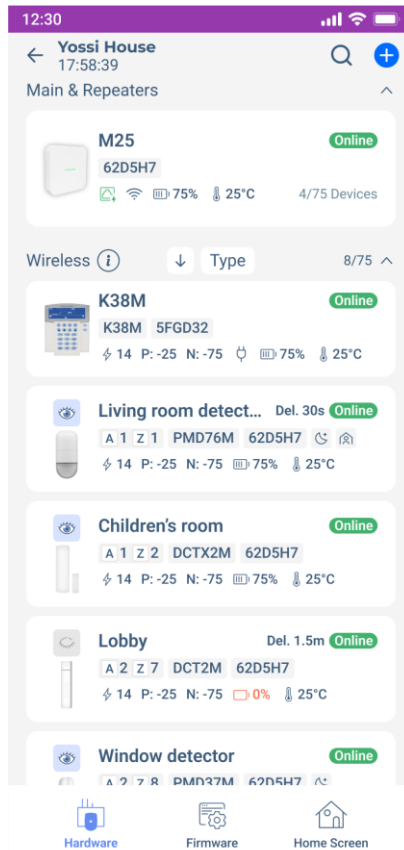 12:30
Yossi House
17:58:39
Main & Repeaters
M25 Online
62D5H7
75% 25°C 4/75 Devices
Wireless i ↓ Type 8/75
K38M Online
K38M 5FGD32
14 P: -25 N: -75 75% 25°C
Living room detect... Del. 30s Online
A 1 Z 1 PMD76M 62D5H7
14 P: -25 N: -75 75% 25°C
Children’s room Online
A 1 Z 2 DCTX2M 62D5H7
14 P: -25 N: -75 75% 25°C
Lobby Del. 1.5m Online
A 2 Z 7 DCT2M 62D5H7
14 P: -25 N: -75 0% 25°C
Window detector Online
A 2 Z 8 PMD37M 62D5H7
Hardware Firmware Home Screen